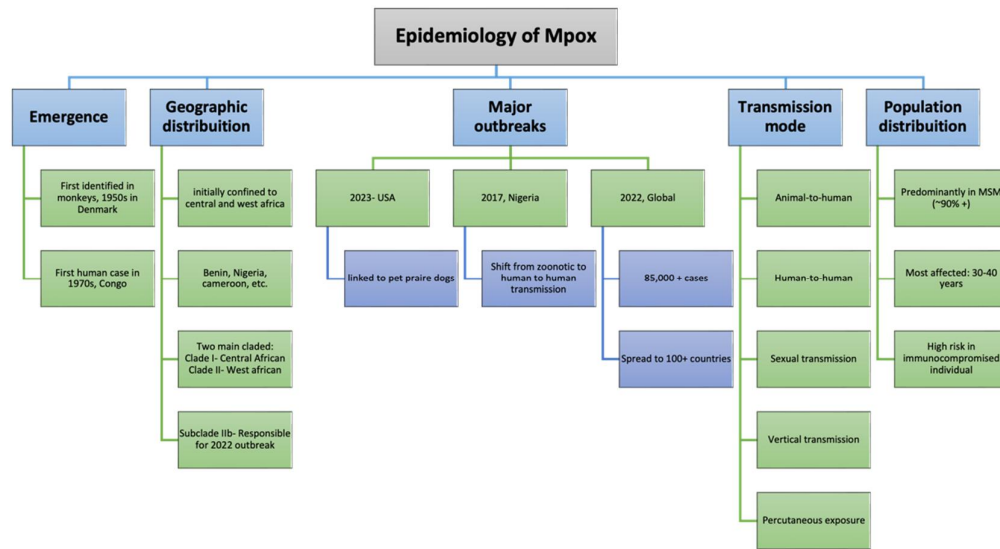 Epidemiology of Mpox
Emergence
First identified in
monkeys, 1950s in
Denmark
First human case in
1970s, Congo
Geographic
distribuition
initially confined to
central and west africa
Benin, Nigeria,
cameroon, etc.
Two main claded:
Clade I- Central African
Clade II- West african
Subclade IIb- Responsible
for 2022 outbreak
Major
outbreaks
2023- USA
linked to pet praire dogs
2017, Nigeria
Shift from zoonotic to
human to human
transmission
2022, Global
85,000 + cases
Spread to 100+ countries
Transmission
mode
Animal-to-human
Human-to-human
Sexual transmission
Vertical transmission
Percutaneous exposure
Population
distribuition
Predominantly in MSM
(~90% +)
Most affected: 30-40
years
High risk in
immunocompromised
individual